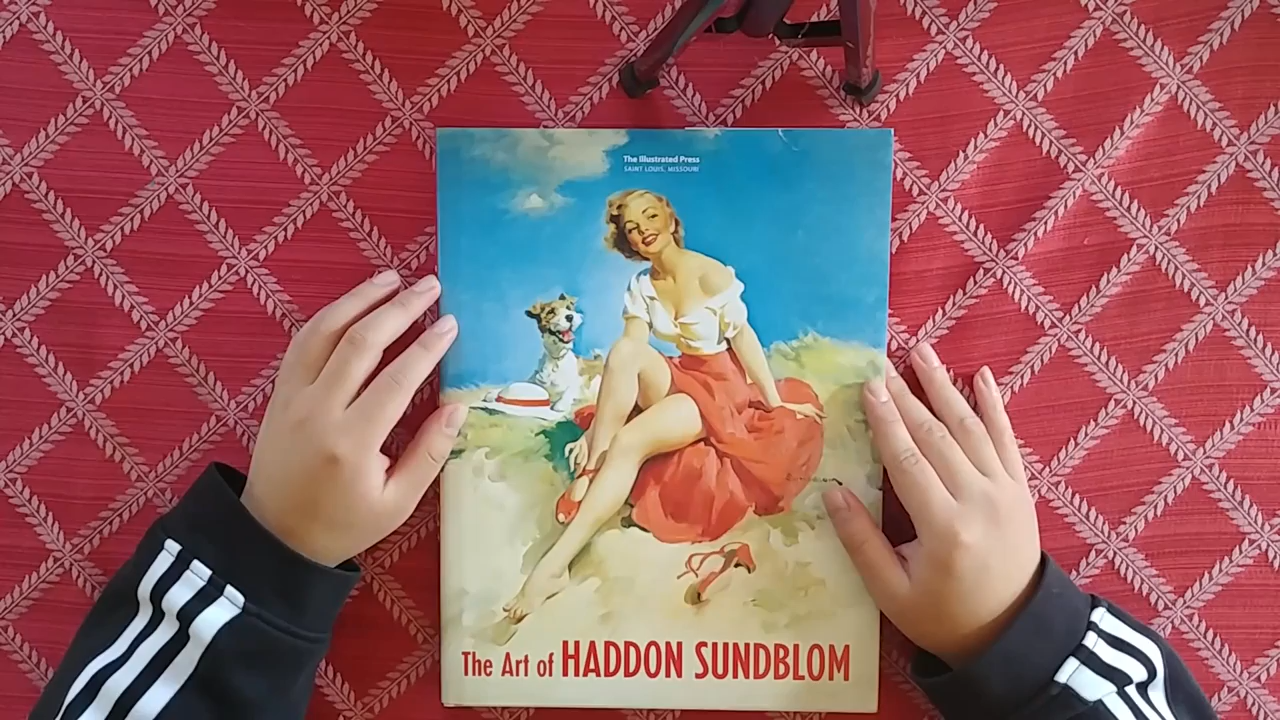 The Illustrated Press
SAINT LOUIS, MISSOURI
The Art of HADDON SUNDBLOM